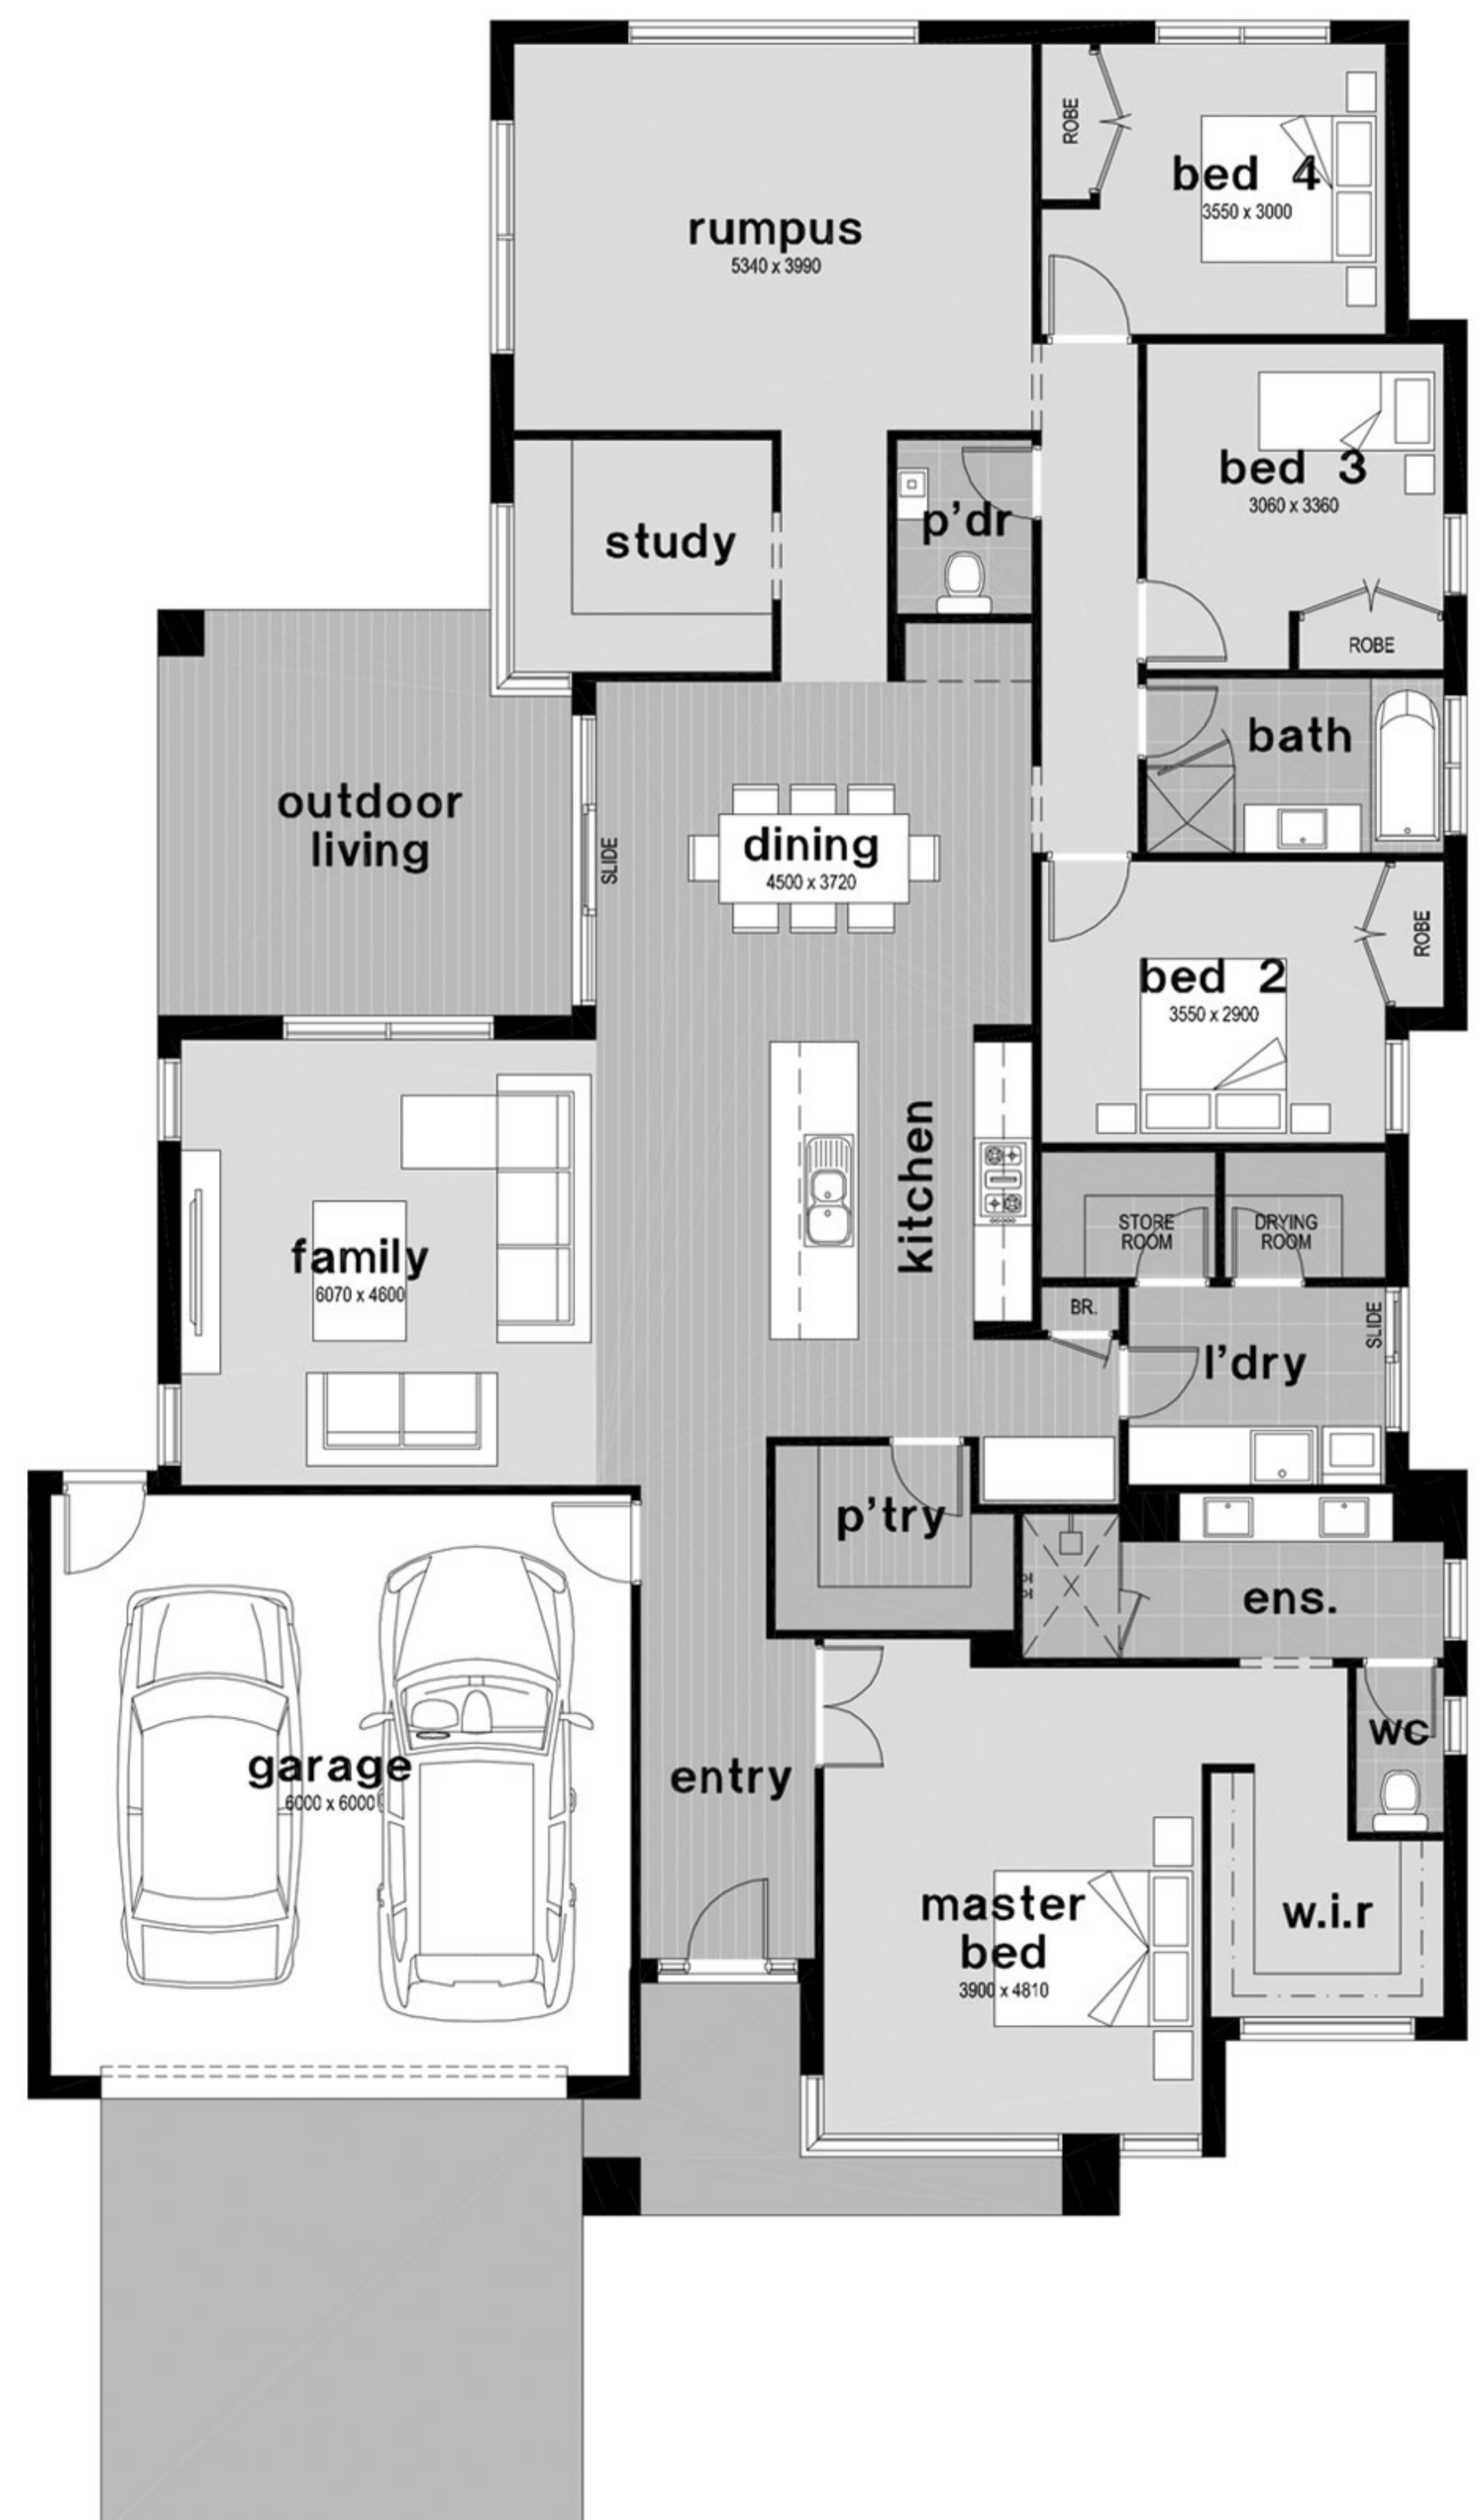 rumpus
5340 x 3990
ROBE
bed 4
3550 x 3000
bed 3
3060 x 3360
ROBE
study
p'dr
bath
outdoor
living
SLIDE
dining
4500 x 3720
bed 2
3550 x 2900
ROBE
kitchen
family
6070 x 4600
STORE
ROOM
DRYING
ROOM
BR.
SLIDE
l'dry
p'try
ens.
wc
garage
6000 x 6000
entry
master
bed
3900 x 4810
w.i.r